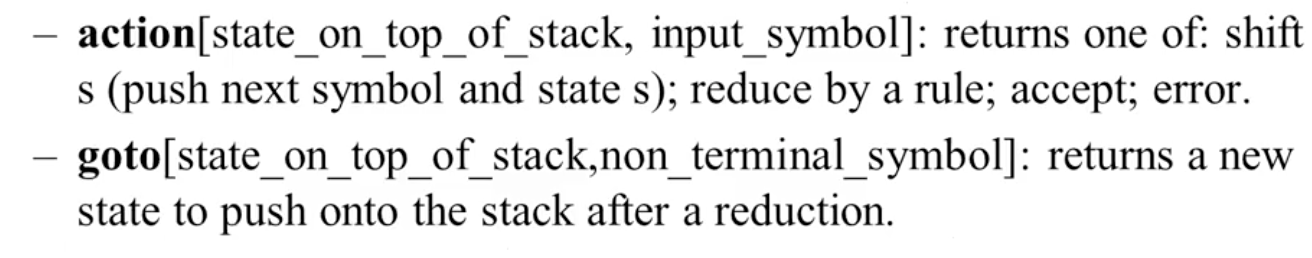 – action[state_on_top_of_stack, input_symbol]: returns one of: shift
s (push next symbol and state s); reduce by a rule; accept; error.
– goto[state_on_top_of_stack,non_terminal_symbol]: returns a new
state to push onto the stack after a reduction.